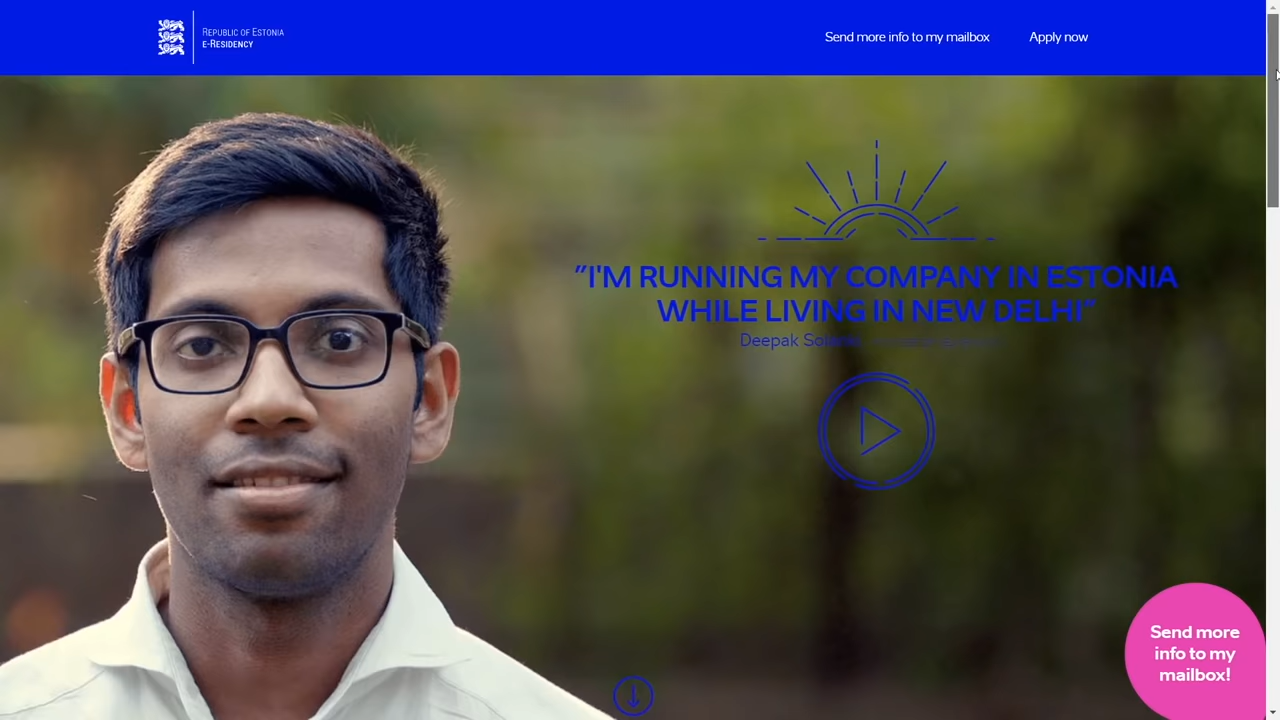 REPUBLIC OF ESTONIA
E-RESIDENCY
Send more info to my mailbox
Apply now
"I'M RUNNING MY COMPANY IN ESTONIA
WHILE LIVING IN NEW DELHI"
Deepak
Send more
info to my
mailbox!